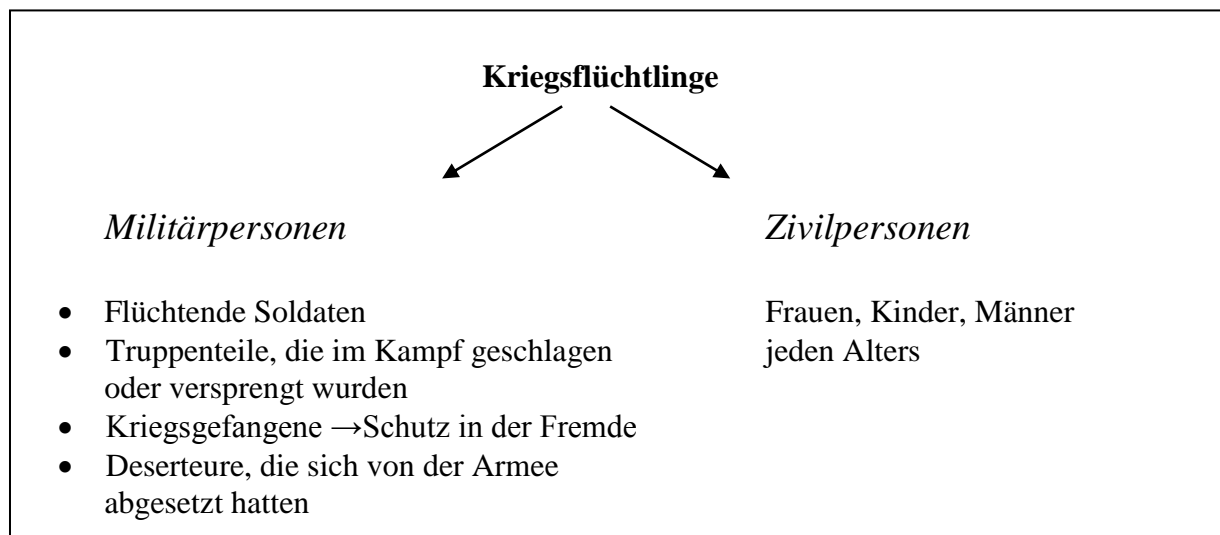 Kriegsflüchtlinge
Militärpersonen
• Flüchtende Soldaten
• Truppenteile, die im Kampf geschlagen
oder versprengt wurden
• Kriegsgefangene →Schutz in der Fremde
• Deserteure, die sich von der Armee
abgesetzt hatten
Zivilpersonen
Frauen, Kinder, Männer
jeden Alters